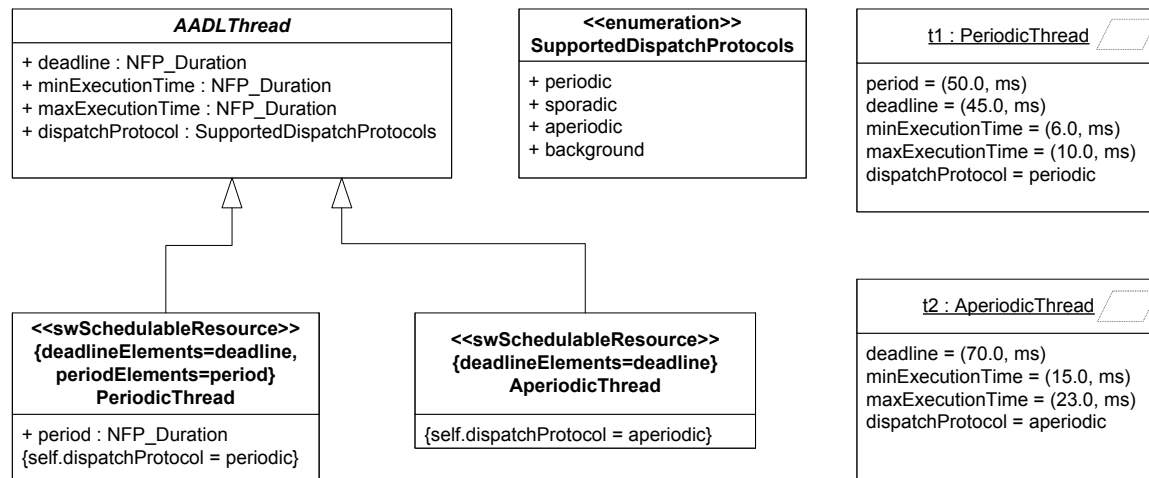 AADLThread
+ deadline : NFP_Duration
+ minExecutionTime : NFP_Duration
+ maxExecutionTime : NFP_Duration
+ dispatchProtocol : SupportedDispatchProtocols
<<enumeration>>
SupportedDispatchProtocols
+ periodic
+ sporadic
+ aperiodic
+ background
t1 : PeriodicThread
period = (50.0, ms)
deadline = (45.0, ms)
minExecutionTime = (6.0, ms)
maxExecutionTime = (10.0, ms)
dispatchProtocol = periodic
<<swSchedulableResource>>
{deadlineElements=deadline,
periodElements=period}
PeriodicThread
+ period : NFP_Duration
{self.dispatchProtocol = periodic}
<<swSchedulableResource>>
{deadlineElements=deadline}
AperiodicThread
{self.dispatchProtocol = aperiodic}
t2 : AperiodicThread
deadline = (70.0, ms)
minExecutionTime = (15.0, ms)
maxExecutionTime = (23.0, ms)
dispatchProtocol = aperiodic